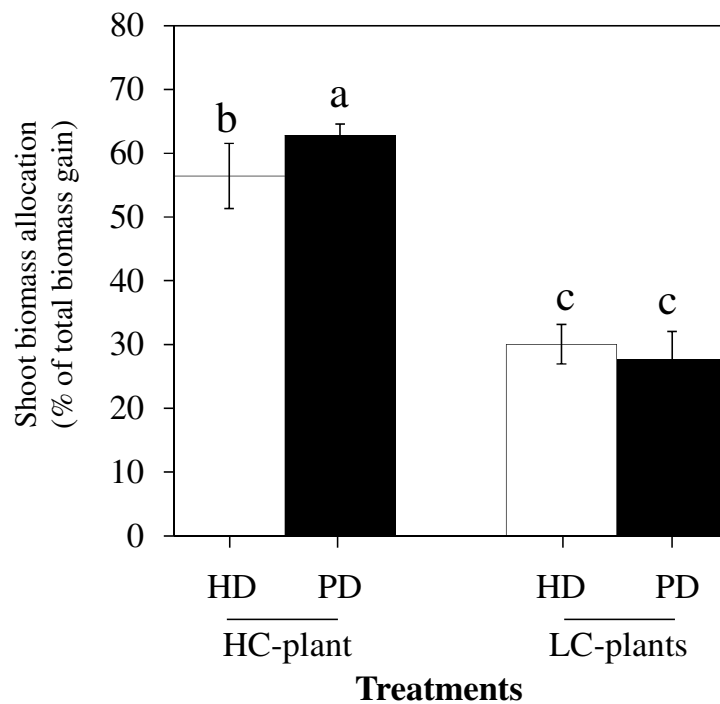 Shoot biomass allocation
(% of total biomass gain)
80
70
60
50
40
30
20
10
0
b
a
c
c
HD PD HD PD
HC-plant LC-plants
Treatments